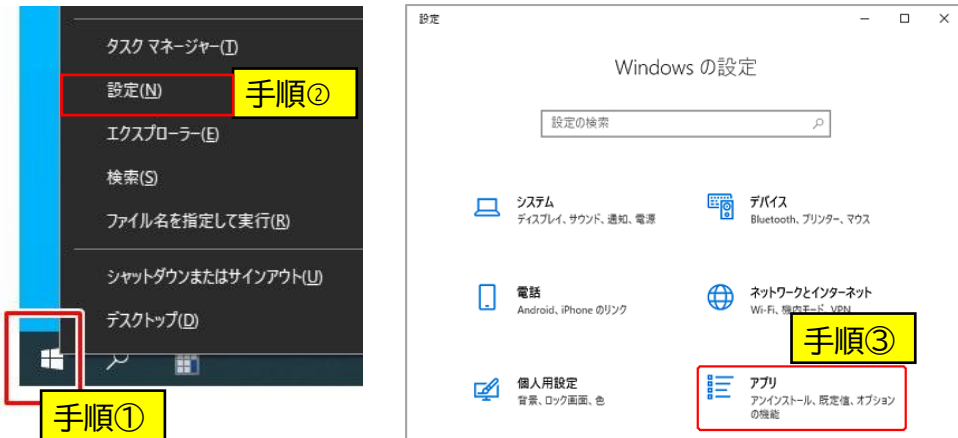 タスク マネージャー(T)
設定(N)
手順②
エクスプローラー(E)
検索(S)
ファイル名を指定して実行(R)
シャットダウンまたはサインアウト(U)
デスクトップ(D)
手順①
設定
Windows の設定
設定の検索
システム
ディスプレイ、サウンド、通知、電源
デバイス
Bluetooth、プリンター、マウス
電話
Android、iPhone のリンク
ネットワークとインターネット
Wi-Fi、機内モード、VPN
手順③
個人用設定
背景、ロック画面、色
アプリ
アンインストール、既定値、オプション
の機能